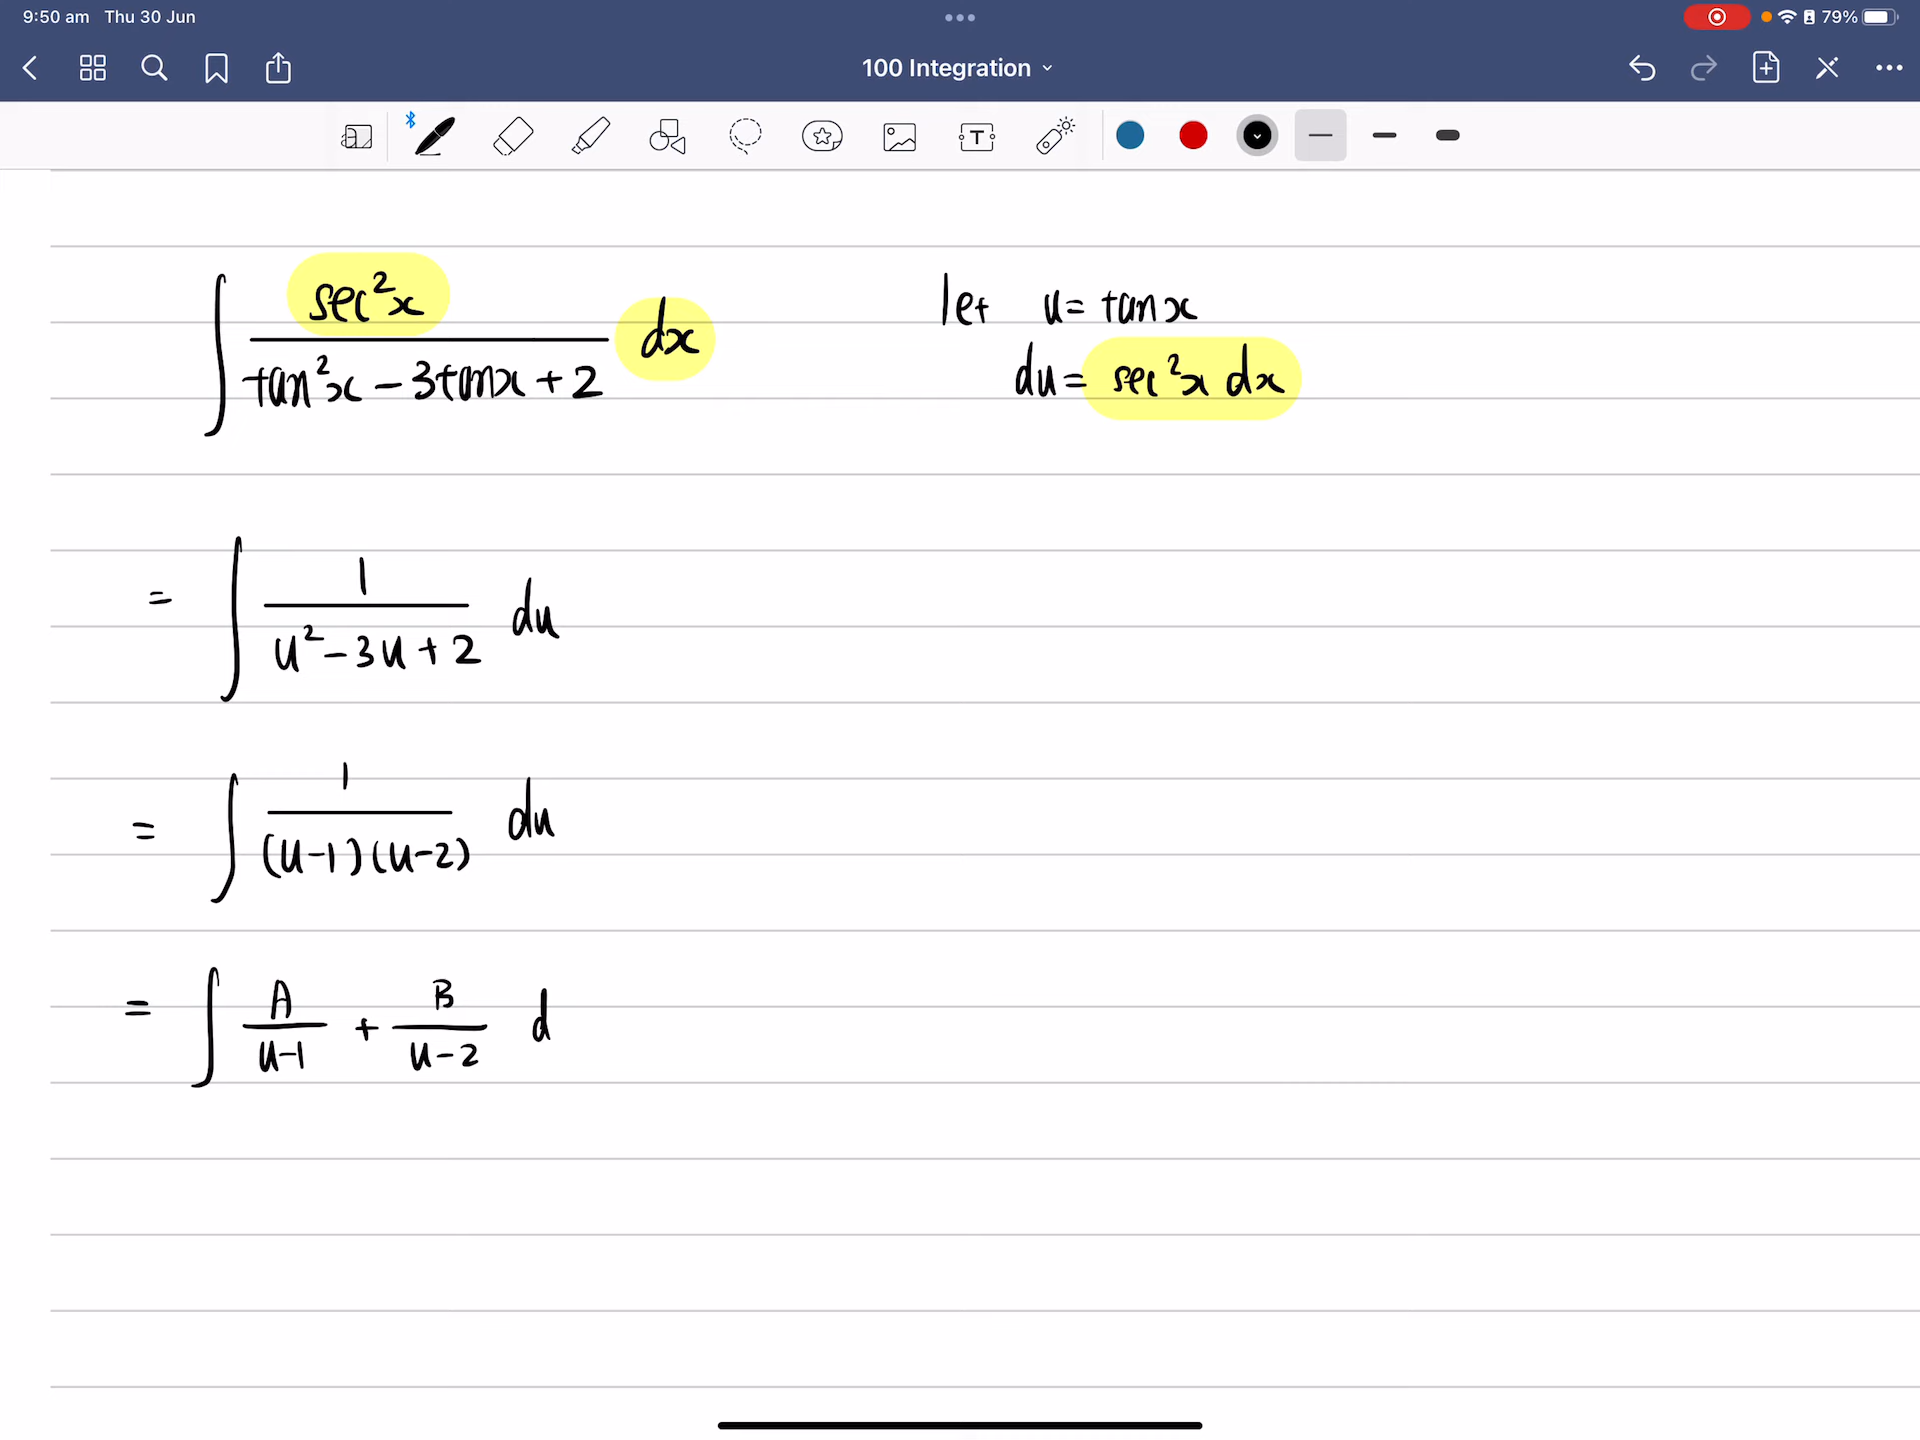 9:50 am Thu 30 Jun
79%
100 Integration
T
∫ sec²x / (tan²x − 3tanx + 2) dx
let u = tanx
du = sec²x dx
= ∫ 1 / (u² − 3u + 2) du
= ∫ 1 / ((u−1)(u−2)) du
= ∫ A / (u−1) + B / (u−2) d